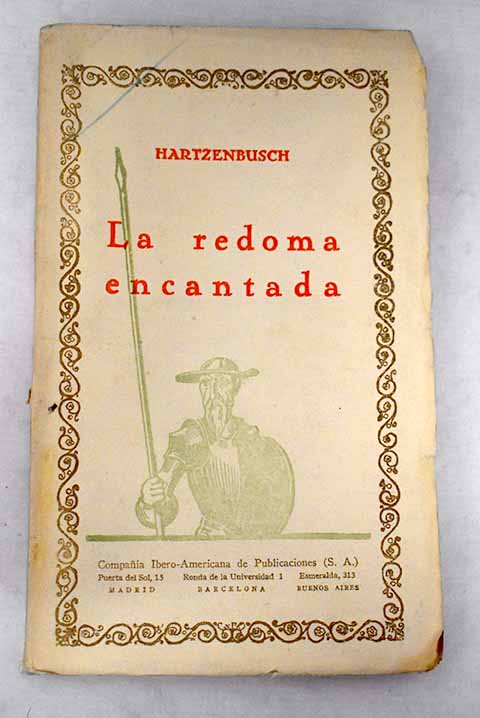 HARTZENBUSCH
La redoma
encantada
Compañía Ibero-Americana de Publicaciones (S. A.)
Puerta del Sol, 15 Ronda de la Universidad 1 Esmeralda, 313
MADRID BARCELONA BUENOS AIRES